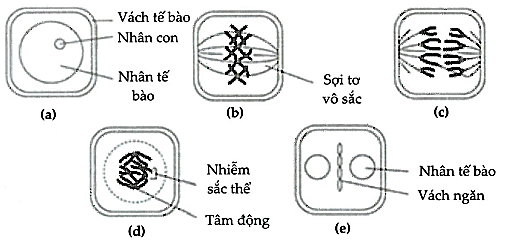 Vách tế bào
Nhân con
Nhân tế
bào
(a)
Sợi tơ
vô sắc
(b)
(c)
Nhiễm
sắc thể
Tâm động
(d)
Nhân tế bào
Vách ngăn
(e)